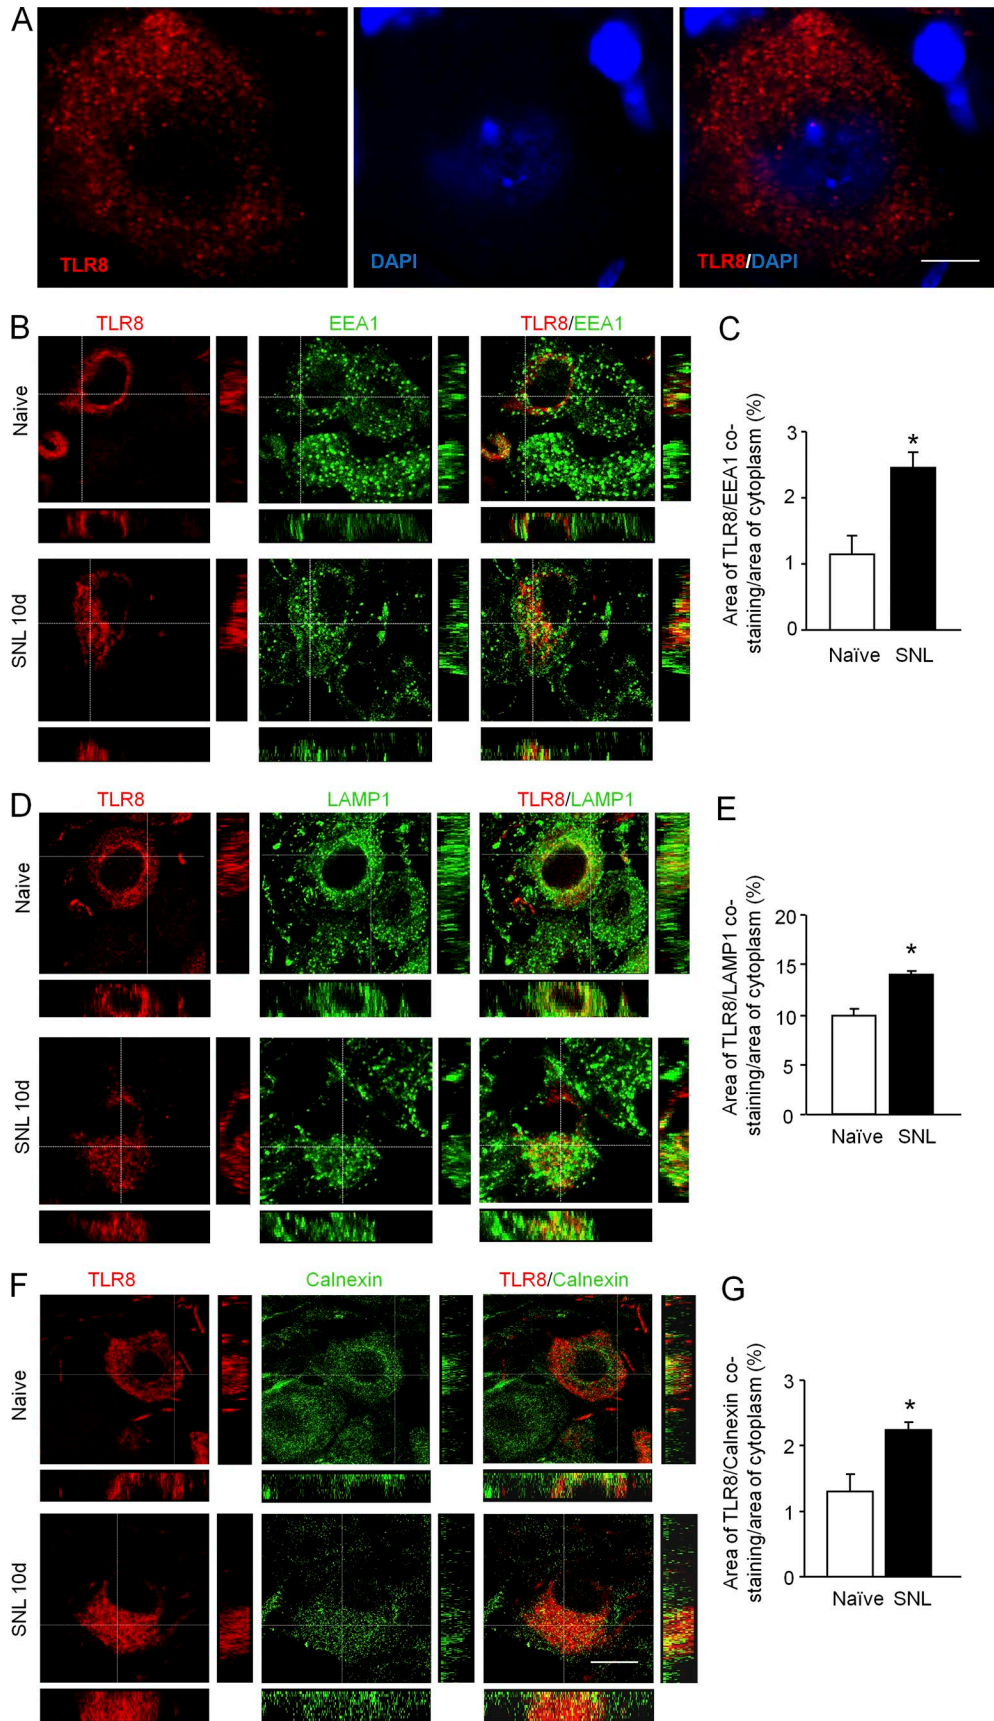 A
TLR8
DAPI
TLR8/DAPI
B
TLR8
EEA1
TLR8/EEA1
Naive
SNL 10d
C
Area of TLR8/EEA1 co-
staining/area of cytoplasm (%)
3
2
1
0
*
Naïve
SNL
D
TLR8
LAMP1
TLR8/LAMP1
Naive
SNL 10d
E
Area of TLR8/LAMP1 co-
staining/area of cytoplasm (%)
20
15
10
5
0
*
Naïve
SNL
F
TLR8
Calnexin
TLR8/Calnexin
Naive
SNL 10d
G
Area of TLR8/Calnexin co-
staining/area of cytoplasm (%)
3
2
1
0
*
Naïve
SNL